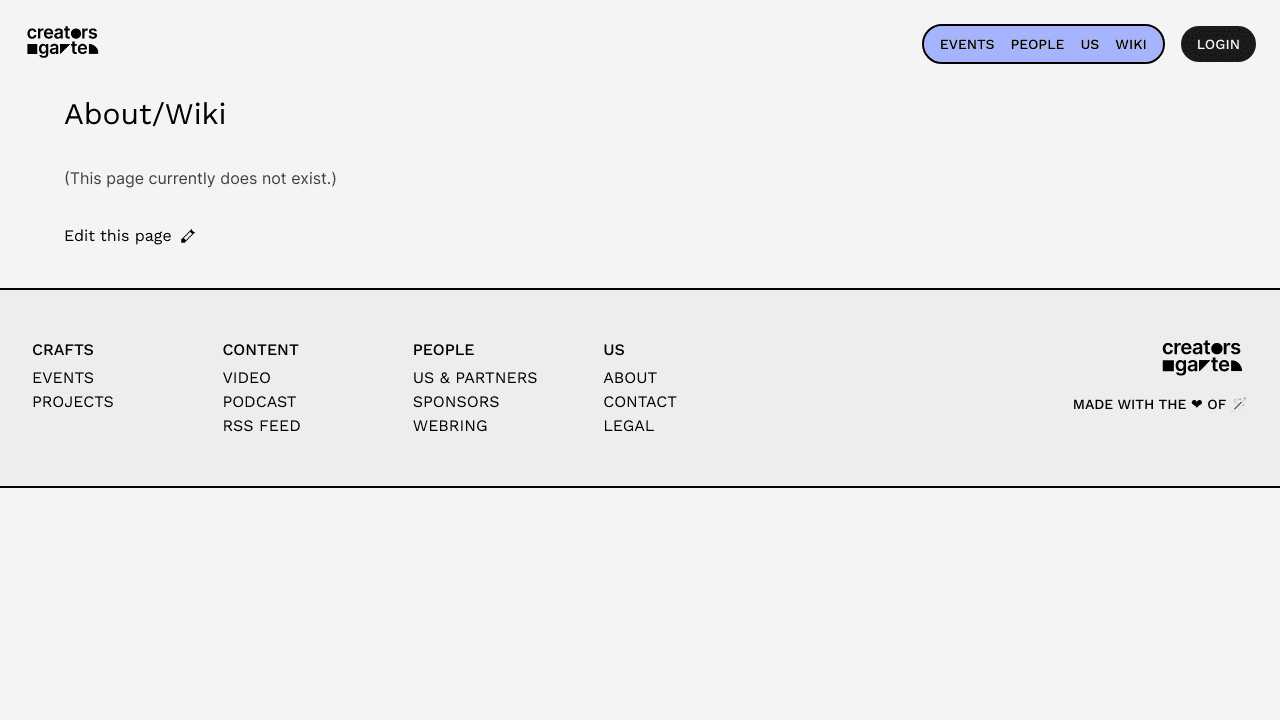 creators
garten
EVENTS PEOPLE US WIKI
LOGIN
About/Wiki
(This page currently does not exist.)
Edit this page
CRAFTS
EVENTS
PROJECTS
CONTENT
VIDEO
PODCAST
RSS FEED
PEOPLE
US & PARTNERS
SPONSORS
WEBRING
US
ABOUT
CONTACT
LEGAL
creators
garten
MADE WITH THE ❤ OF 🪄